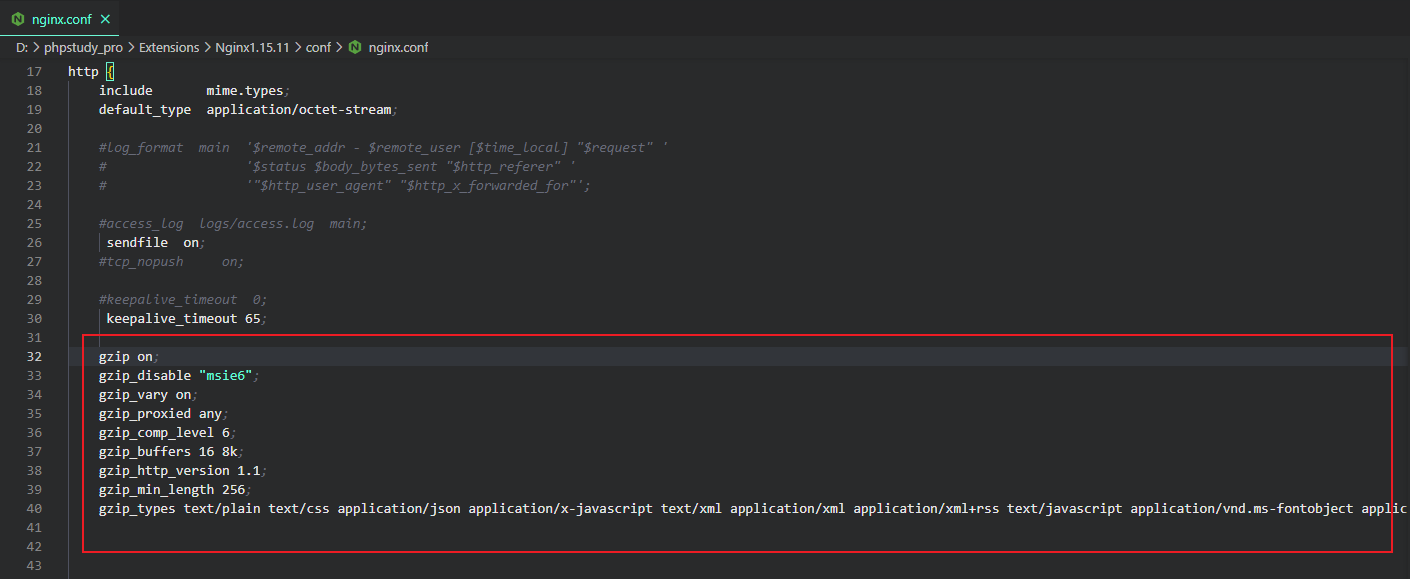 nginx.conf
D: > phpstudy_pro > Extensions > Nginx1.15.11 > conf > nginx.conf
17 http {
18 include mime.types;
19 default_type application/octet-stream;
20
21 #log_format main '$remote_addr - $remote_user [$time_local] "$request" '
22 # '$status $body_bytes_sent "$http_referer" '
23 # '"$http_user_agent" "$http_x_forwarded_for"';
24
25 #access_log logs/access.log main;
26 sendfile on;
27 #tcp_nopush on;
28
29 #keepalive_timeout 0;
30 keepalive_timeout 65;
31
32 gzip on;
33 gzip_disable "msie6";
34 gzip_vary on;
35 gzip_proxied any;
36 gzip_comp_level 6;
37 gzip_buffers 16 8k;
38 gzip_http_version 1.1;
39 gzip_min_length 256;
40 gzip_types text/plain text/css application/json application/x-javascript text/xml application/xml application/xml+rss text/javascript application/vnd.ms-fontobject applic
41
42
43